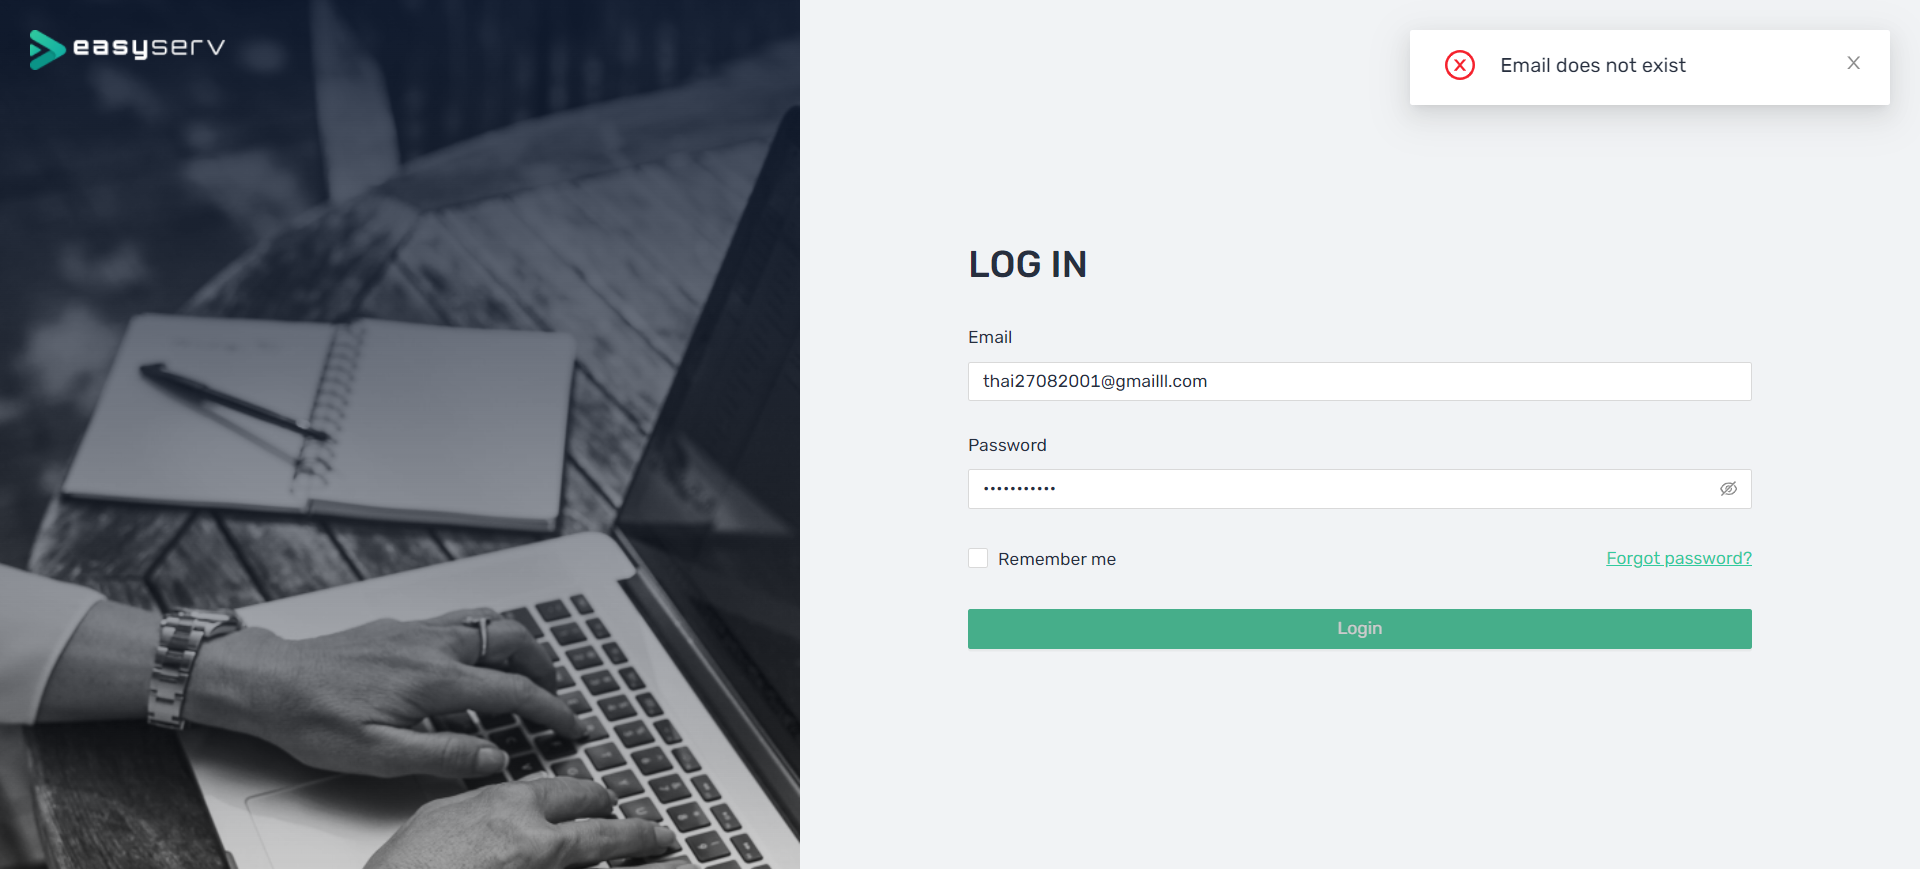 easyserv
Email does not exist
LOG IN
Email
thai27082001@gmailll.com
Password
•••••••••••
Remember me
Forgot password?
Login